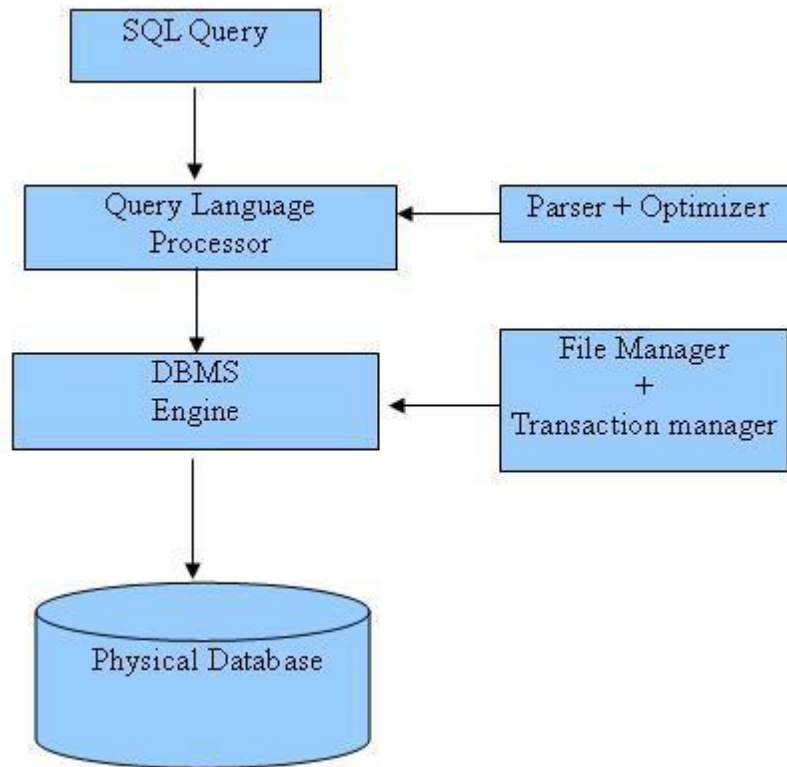 SQL Query
Query Language
Processor
Parser + Optimizer
DBMS
Engine
File Manager
+
Transaction manager
Physical Database